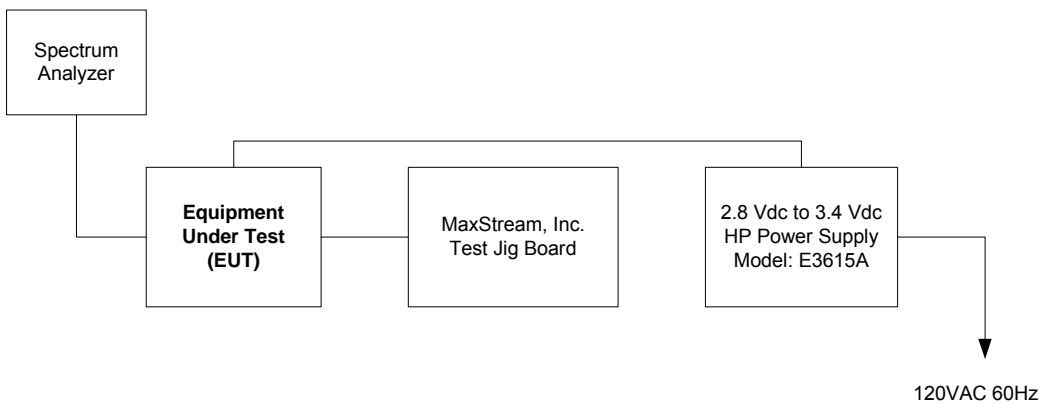 Spectrum
Analyzer
Equipment
Under Test
(EUT)
MaxStream, Inc.
Test Jig Board
2.8 Vdc to 3.4 Vdc
HP Power Supply
Model: E3615A
120VAC 60Hz